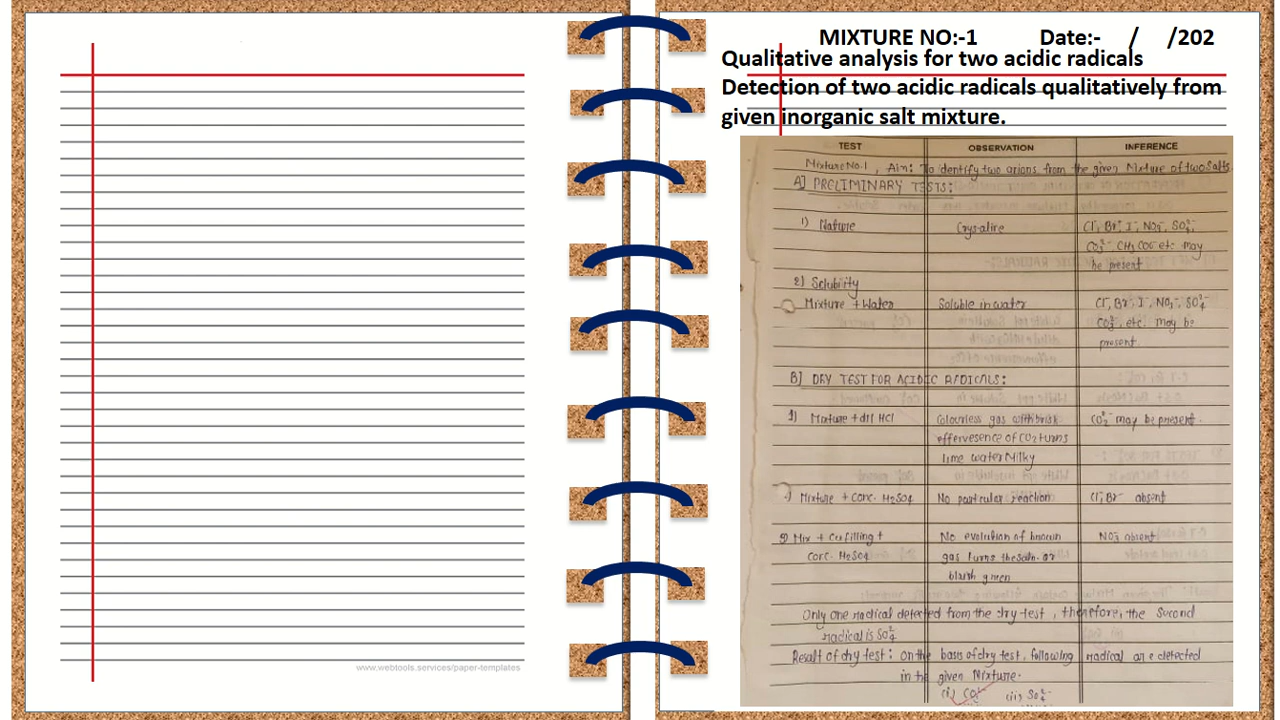 www.webtools.services/paper-templates
MIXTURE NO:-1 Date:- / /202
Qualitative analysis for two acidic radicals
Detection of two acidic radicals qualitatively from
given inorganic salt mixture.
TEST OBSERVATION INFERENCE
Mixture No.1, Aim: To identify two anions from the given Mixture of two Salts.
A] PRELIMINARY TESTS:
1) Nature Crystaline Cl⁻, Br⁻, I⁻, NO₃⁻, SO₄²⁻,
CO₃²⁻ CH₃COO⁻ etc may
be present
2) Solubility
Mixture + Water Soluble in water Cl⁻, Br⁻, I⁻, NO₃⁻, SO₄²⁻
CO₃²⁻, etc. may be
present.
B] DRY TEST FOR ACIDIC RADICALS:
1) Mixture + dil HCl Colourless gas with brisk CO₃²⁻ may be present.
effervesence of CO₂ turns
lime water Milky
Mixture + Conc. H₂SO₄ No particular reaction Cl⁻, Br⁻ absent
Mix + Cu filling + No evolution of brown NO₃⁻ absent
Conc. H₂SO₄ gas turns the soln. or
bluish green
Only one radical detected from the dry test, therefore, the Second
radical is SO₄²⁻
Result of dry test: On the basis of dry test, following radical are detected
in the given Mixture.
(i) CO₃²⁻ (ii) SO₄²⁻